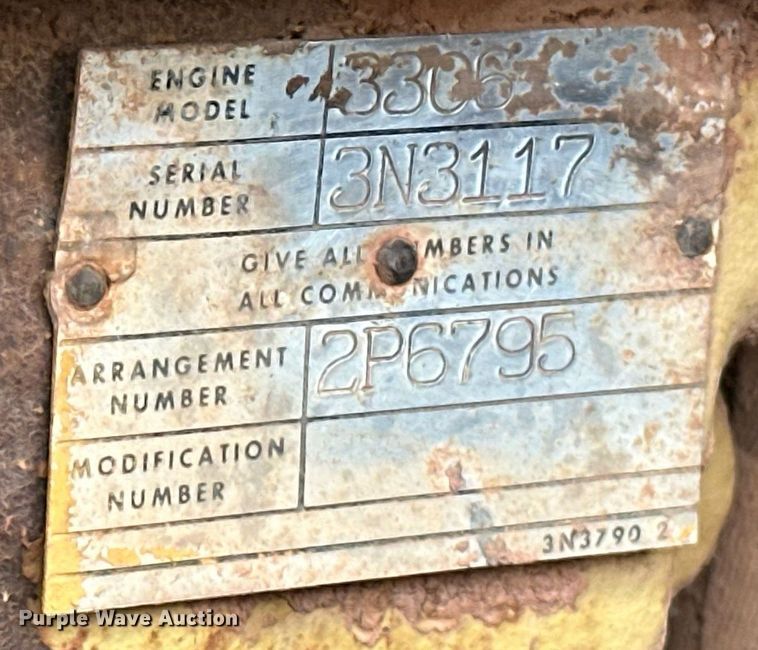 ENGINE MODEL 3306
SERIAL NUMBER 3N3117
GIVE ALL NUMBERS IN
ALL COMMUNICATIONS
ARRANGEMENT NUMBER 2P6795
MODIFICATION NUMBER
3N3790 2
Purple Wave Auction